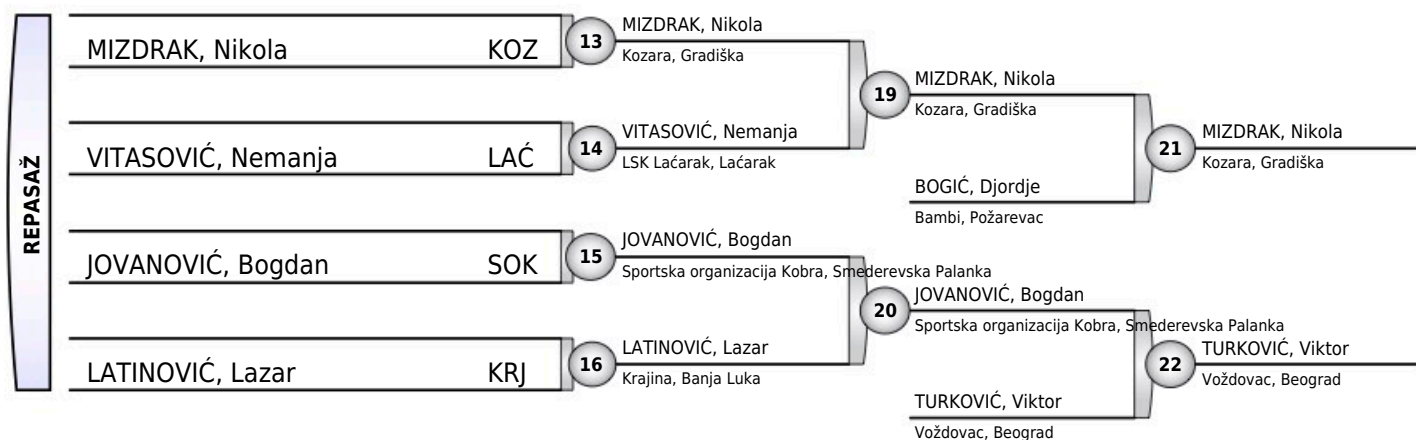 REPASAŽ
MIZDRAK, Nikola KOZ
VITASOVIĆ, Nemanja LAĆ
JOVANOVIĆ, Bogdan SOK
LATINOVIĆ, Lazar KRJ
13
MIZDRAK, Nikola
Kozara, Gradiška
14
VITASOVIĆ, Nemanja
LSK Laćarak, Laćarak
15
JOVANOVIĆ, Bogdan
Sportska organizacija Kobra, Smederevska Palanka
16
LATINOVIĆ, Lazar
Krajina, Banja Luka
19
MIZDRAK, Nikola
Kozara, Gradiška
BOGIĆ, Djordje
Bambi, Požarevac
20
JOVANOVIĆ, Bogdan
Sportska organizacija Kobra, Smederevska Palanka
TURKOVIĆ, Viktor
Voždovac, Beograd
21
MIZDRAK, Nikola
Kozara, Gradiška
22
TURKOVIĆ, Viktor
Voždovac, Beograd